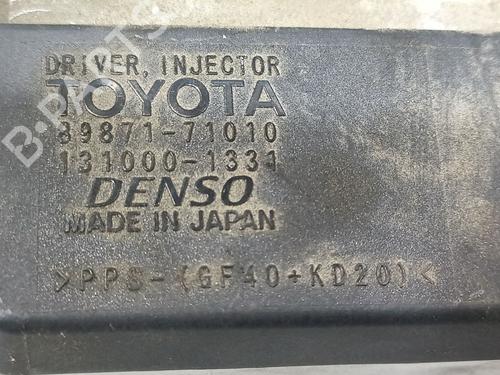 DRIVER, INJECTOR
TOYOTA
89871-71010
131000-1331
DENSO
MADE IN JAPAN
>PPS-(GF40+KD20)<
B-PARTS